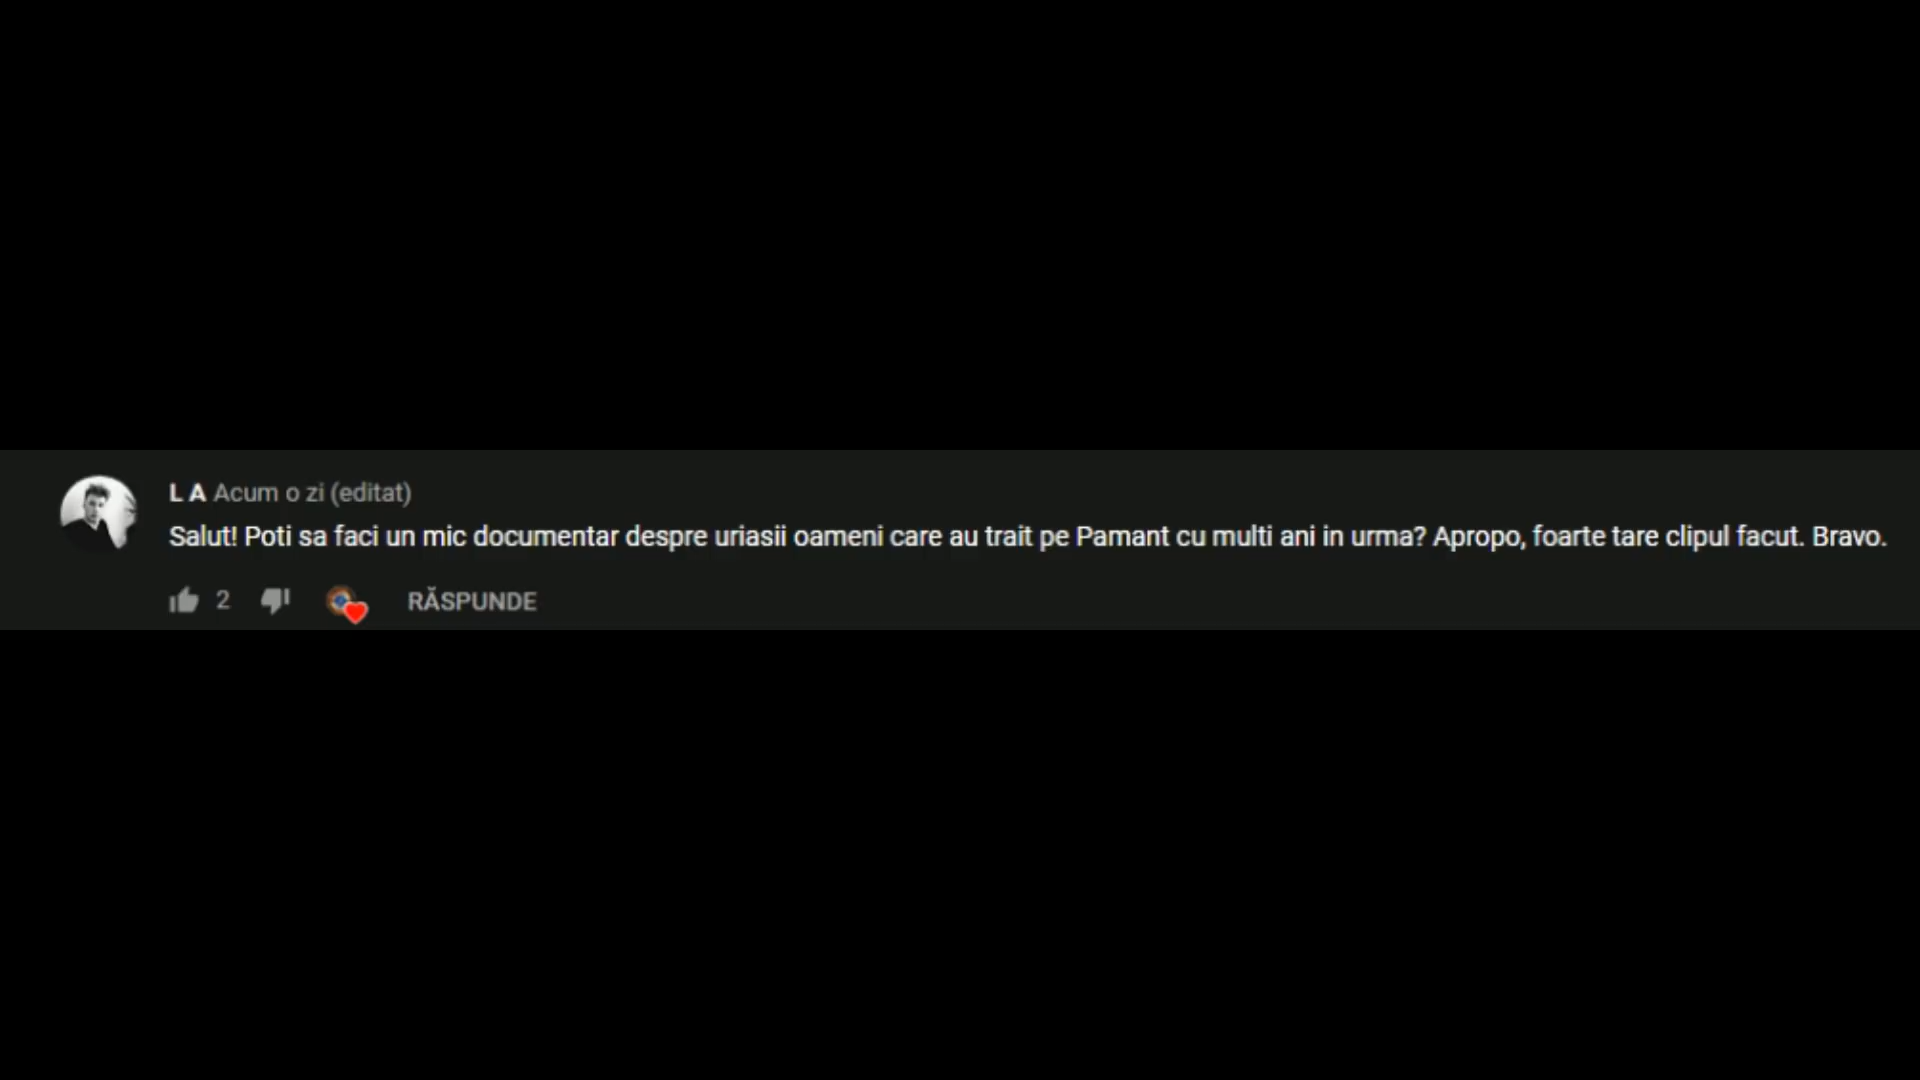 L A Acum o zi (editat)
Salut! Poti sa faci un mic documentar despre uriasii oameni care au trait pe Pamant cu multi ani in urma? Apropo, foarte tare clipul facut. Bravo.
2 RĂSPUNDE